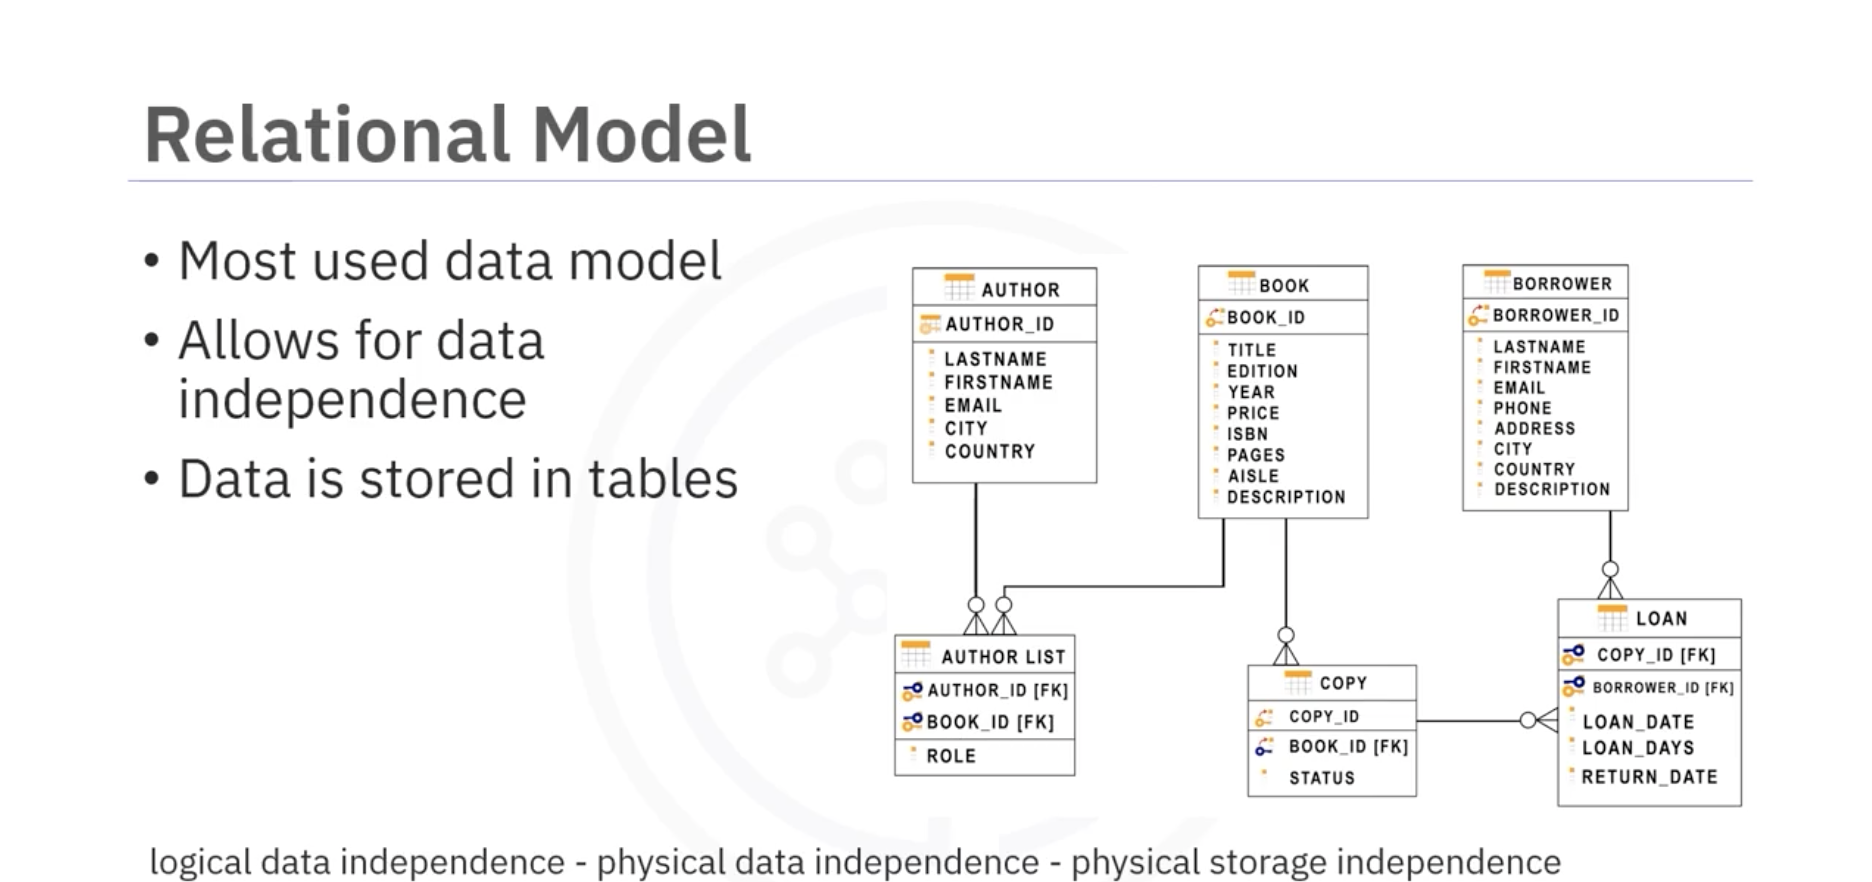 Relational Model
• Most used data model
• Allows for data
independence
• Data is stored in tables
AUTHOR
AUTHOR_ID
LASTNAME
FIRSTNAME
EMAIL
CITY
COUNTRY
BOOK
BOOK_ID
TITLE
EDITION
YEAR
PRICE
ISBN
PAGES
AISLE
DESCRIPTION
BORROWER
BORROWER_ID
LASTNAME
FIRSTNAME
EMAIL
PHONE
ADDRESS
CITY
COUNTRY
DESCRIPTION
AUTHOR LIST
AUTHOR_ID [FK]
BOOK_ID [FK]
ROLE
COPY
COPY_ID
BOOK_ID [FK]
STATUS
LOAN
COPY_ID [FK]
BORROWER_ID [FK]
LOAN_DATE
LOAN_DAYS
RETURN_DATE
logical data independence - physical data independence - physical storage independence